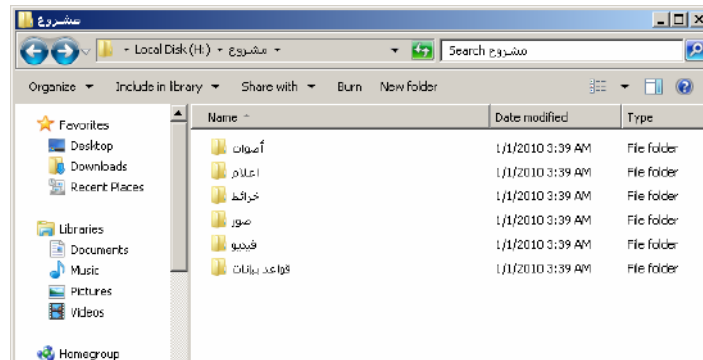 مشروع
Local Disk (H:) مشروع
Search مشروع
Organize Include in library Share with Burn New folder
Favorites
Desktop
Downloads
Recent Places
Libraries
Documents
Music
Pictures
Videos
Homegroup
Name Date modified Type
أصوات 1/1/2010 3:39 AM File folder
اعلام 1/1/2010 3:39 AM File folder
خرائط 1/1/2010 3:39 AM File folder
صور 1/1/2010 3:39 AM File folder
فيديو 1/1/2010 3:39 AM File folder
قواعد بيانات 1/1/2010 3:39 AM File folder